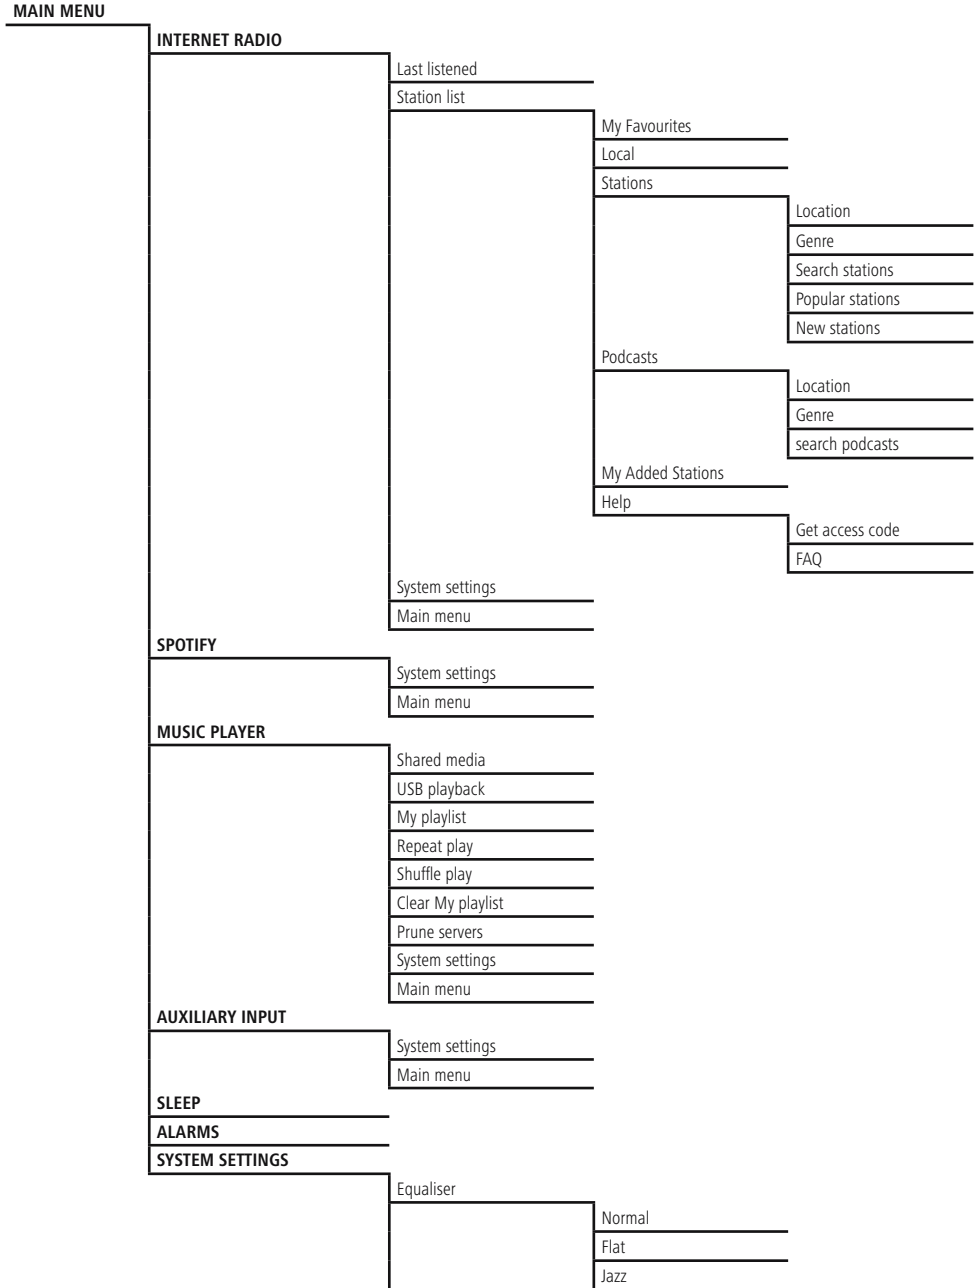 MAIN MENU
INTERNET RADIO
Last listened
Station list
My Favourites
Local
Stations
Location
Genre
Search stations
Popular stations
New stations
Podcasts
Location
Genre
search podcasts
My Added Stations
Help
Get access code
FAQ
System settings
Main menu
SPOTIFY
System settings
Main menu
MUSIC PLAYER
Shared media
USB playback
My playlist
Repeat play
Shuffle play
Clear My playlist
Prune servers
System settings
Main menu
AUXILIARY INPUT
System settings
Main menu
SLEEP
ALARMS
SYSTEM SETTINGS
Equaliser
Normal
Flat
Jazz